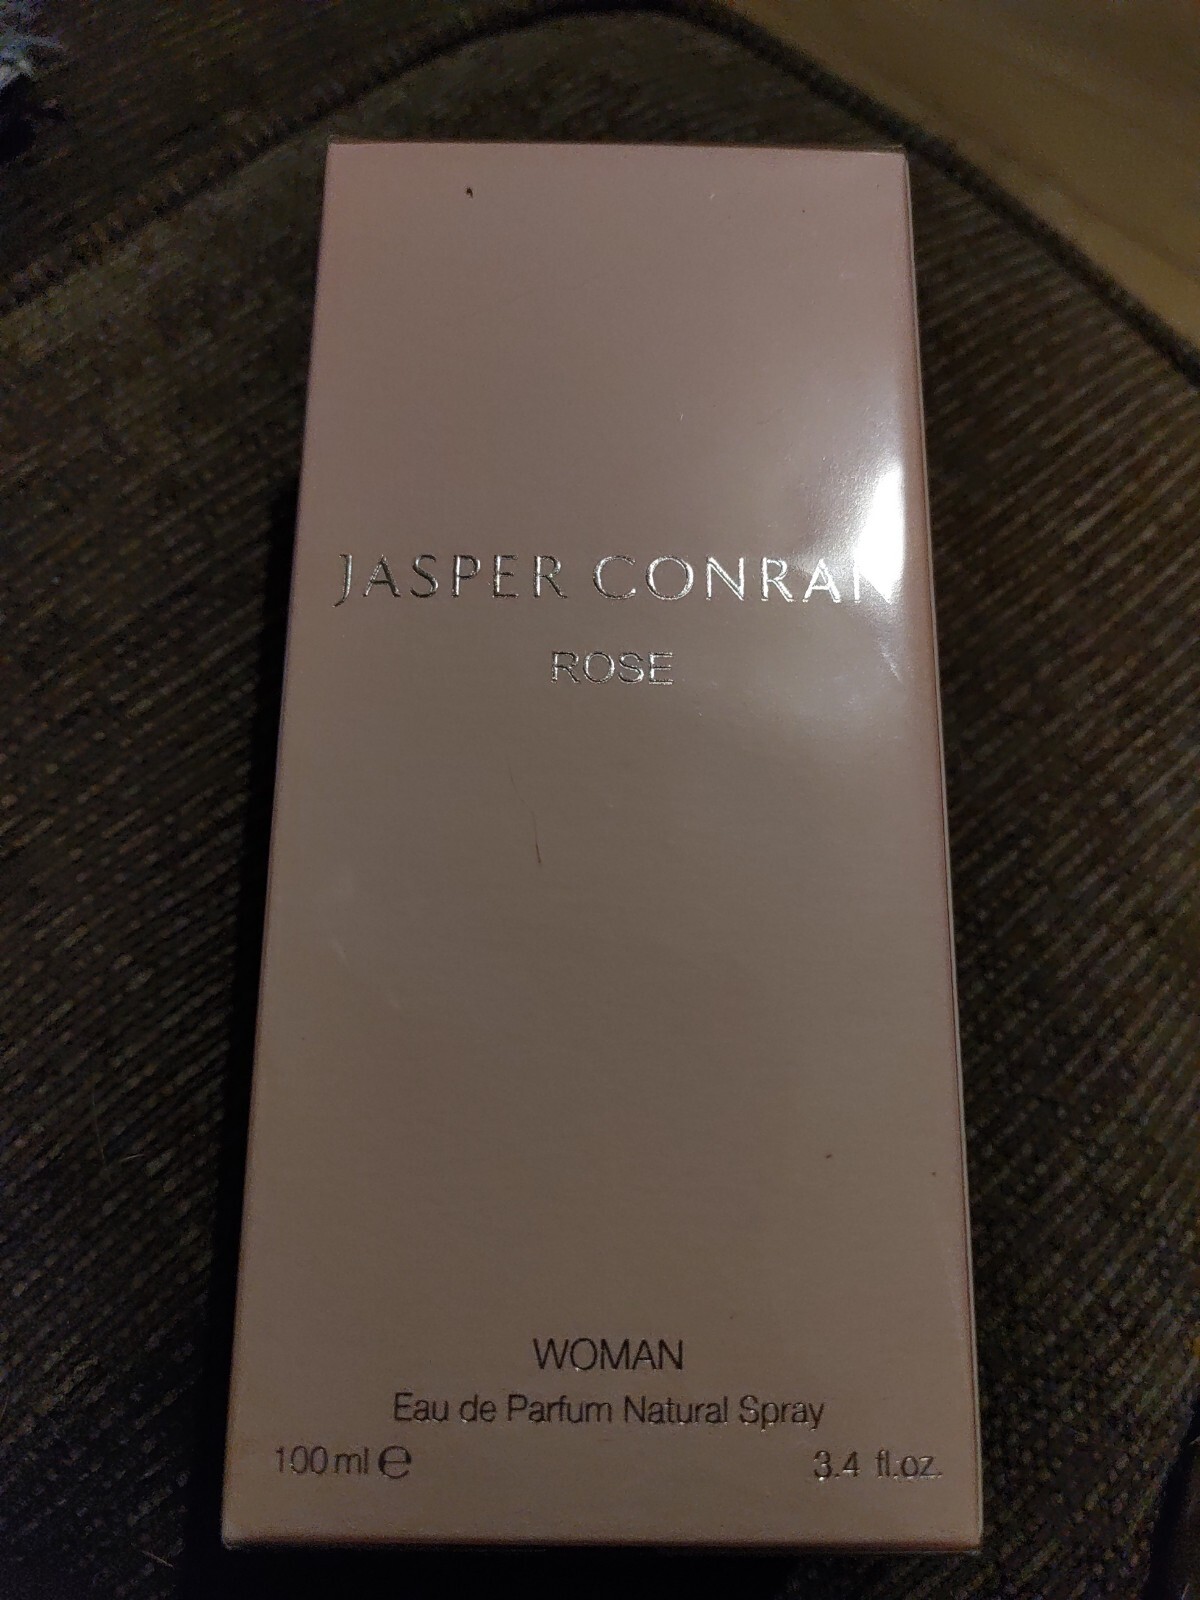 JASPER CONRAN
ROSE
WOMAN
Eau de Parfum Natural Spray
100 ml ℮
3.4 fl.oz.